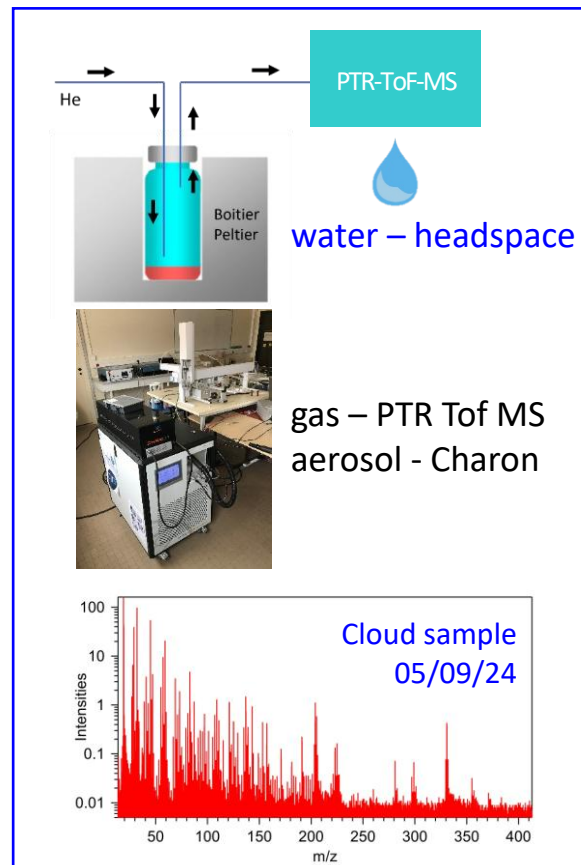 He
PTR-ToF-MS
Boitier
Peltier
water – headspace
gas – PTR Tof MS
aerosol - Charon
Cloud sample
05/09/24
Intensities
100
10
1
0.1
0.01
50
100
150
200
250
300
350
400
m/z